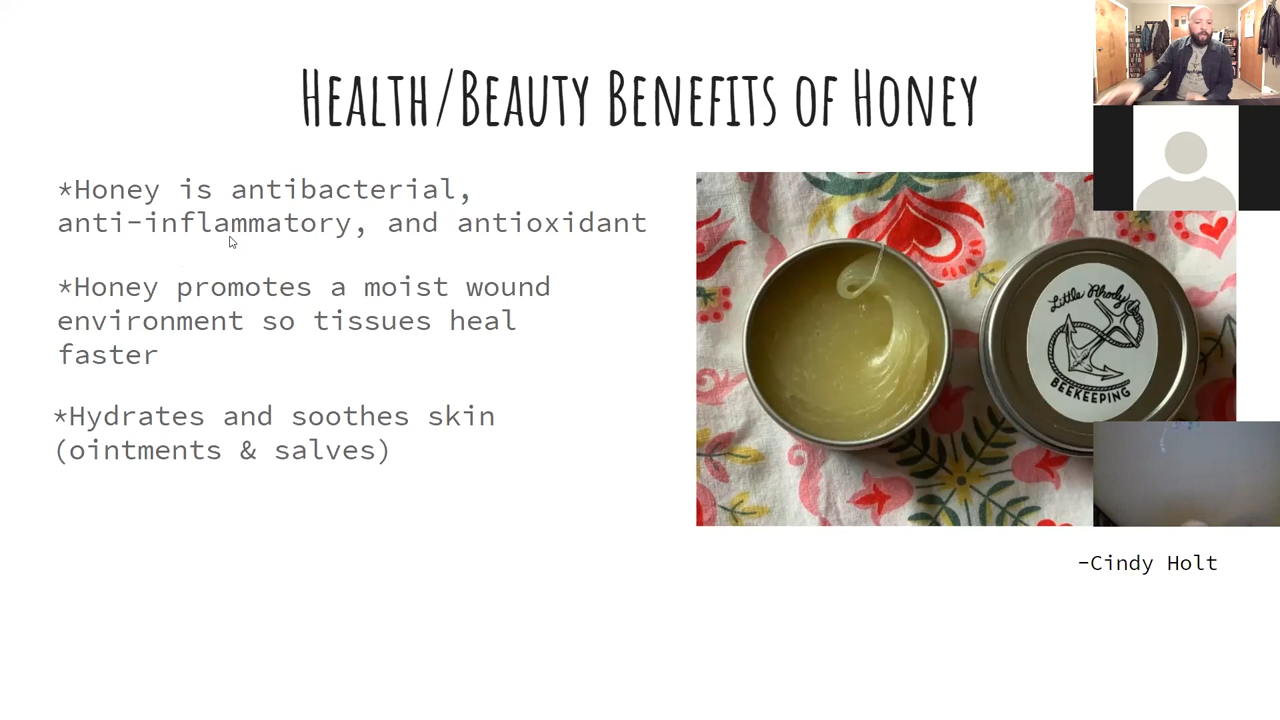 Health/Beauty Benefits of Honey
*Honey is antibacterial,
anti-inflammatory, and antioxidant
*Honey promotes a moist wound
environment so tissues heal
faster
*Hydrates and soothes skin
(ointments & salves)
Little Rhody
BEEKEEPING
-Cindy Holt